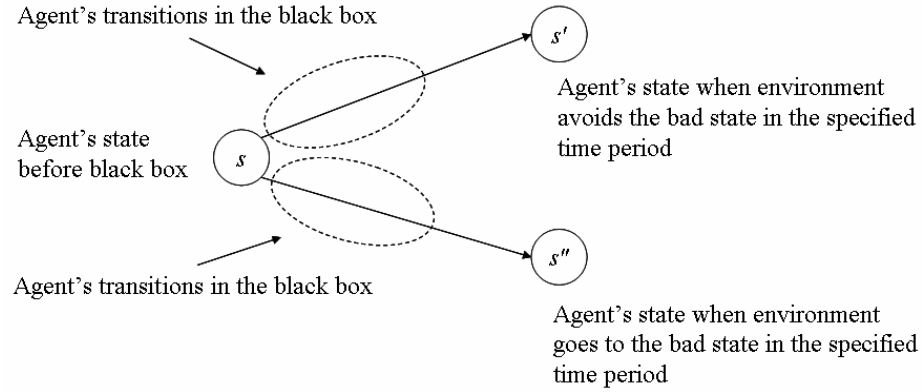 Agent's transitions in the black box
s'
Agent's state when environment
avoids the bad state in the specified
time period
Agent's state
before black box
s
s"
Agent's transitions in the black box
Agent's state when environment
goes to the bad state in the specified
time period